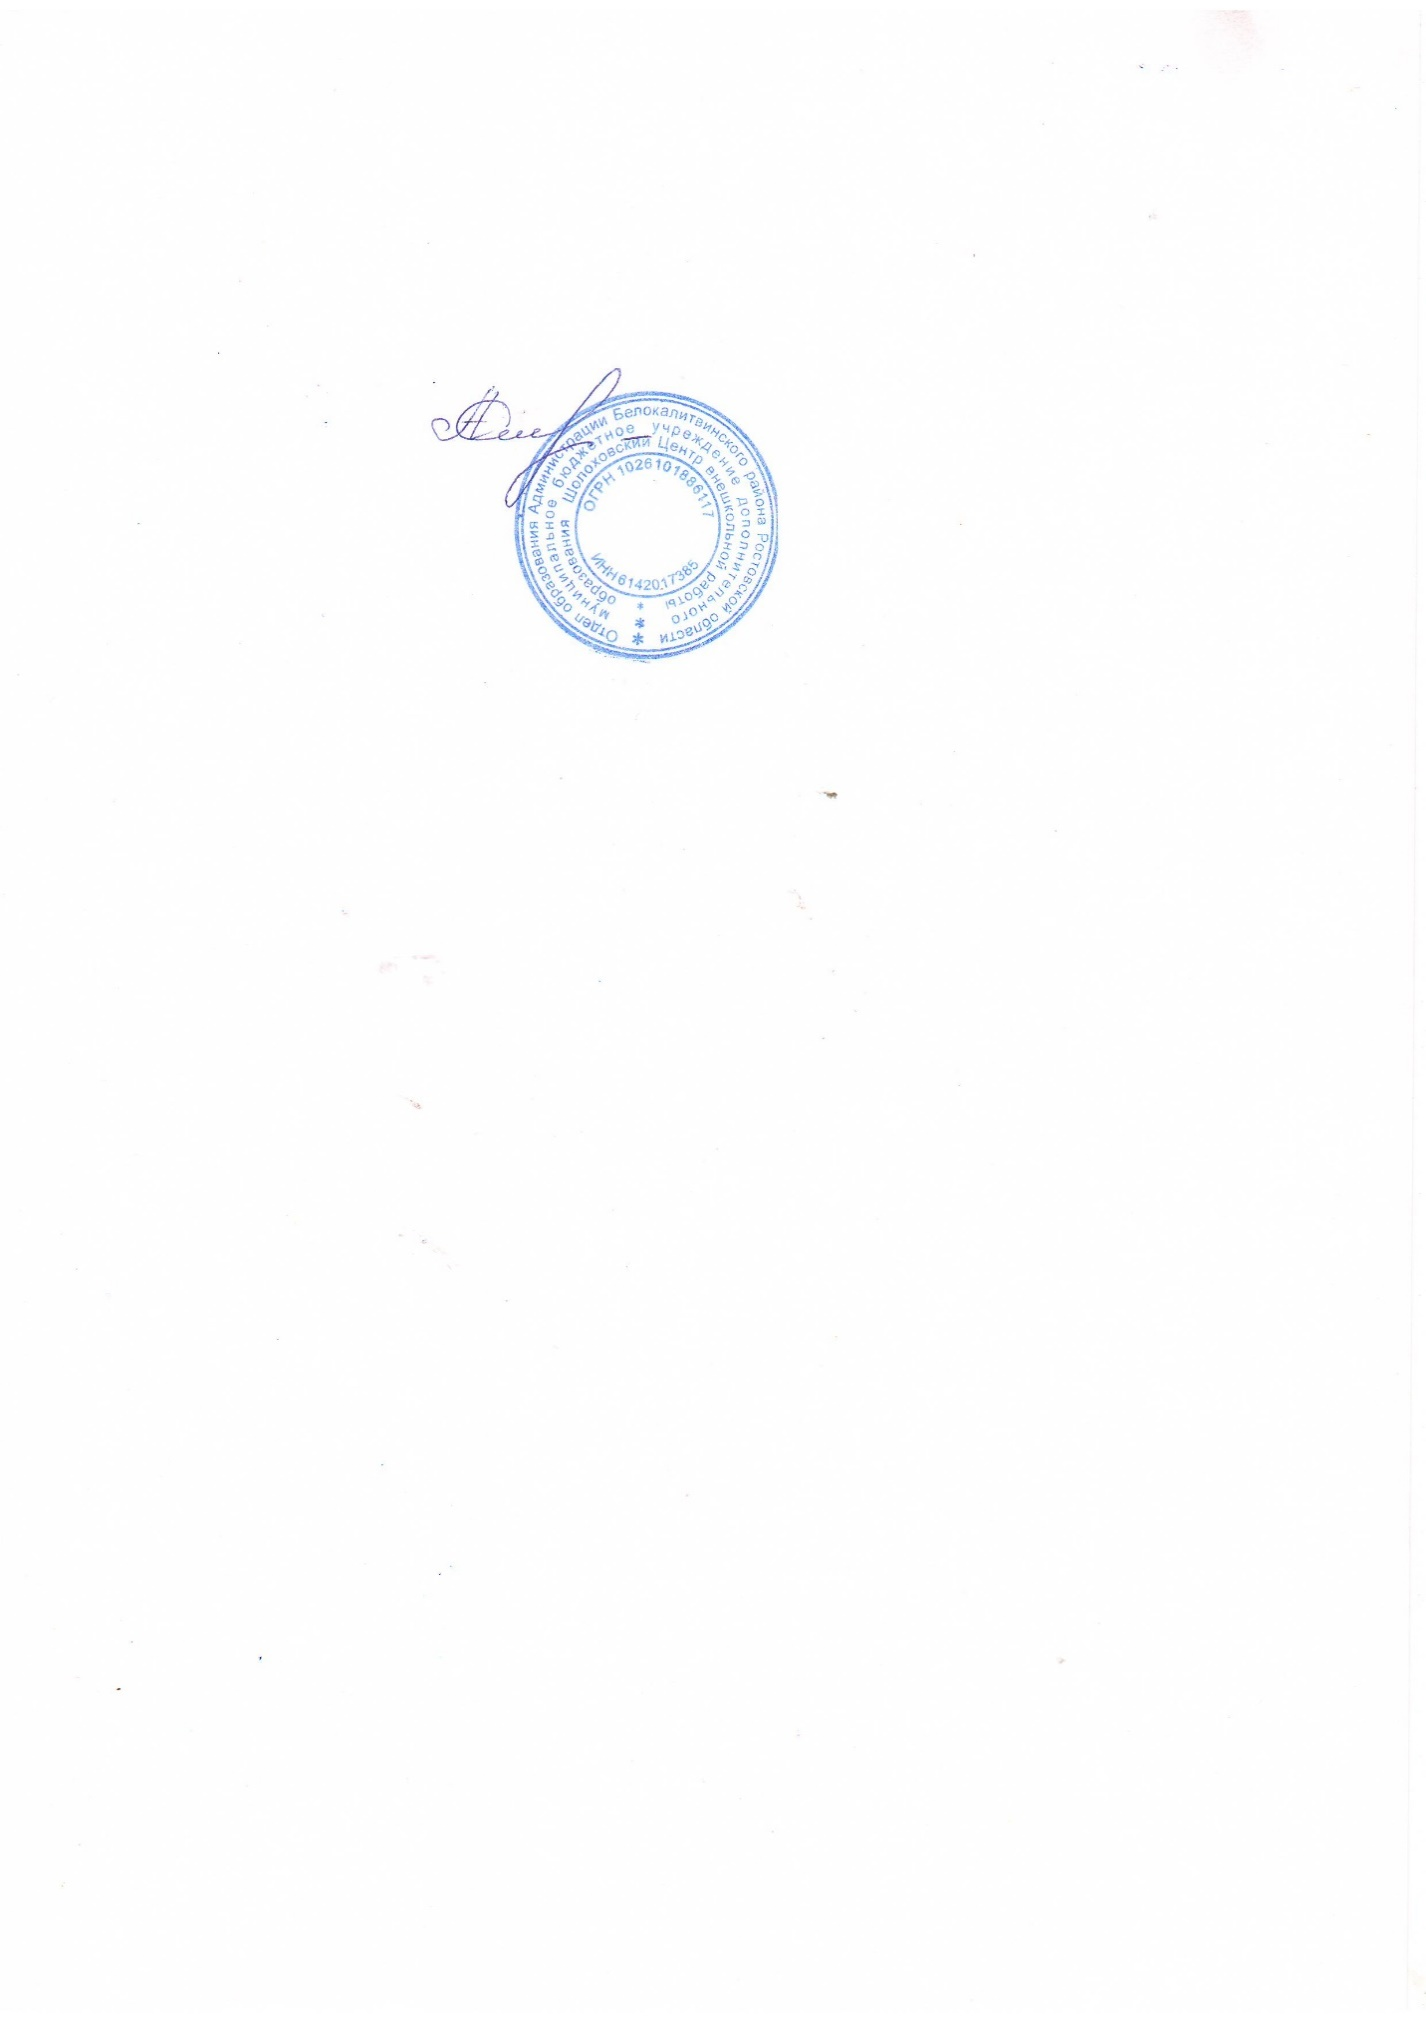 Отдел образования Администрации Белокалитвинского района Ростовской области
муниципальное бюджетное учреждение дополнительного
образования Шолоховский Центр внешкольной работы
ОГРН 1026101886117
ИНН 6142017385